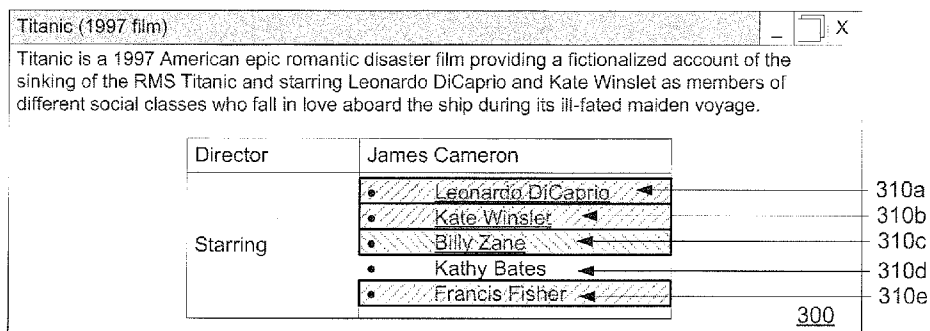 Titanic (1997 film) _ X
Titanic is a 1997 American epic romantic disaster film providing a fictionalized account of the
sinking of the RMS Titanic and starring Leonardo DiCaprio and Kate Winslet as members of
different social classes who fall in love aboard the ship during its ill-fated maiden voyage.
Director James Cameron
Leonardo DiCaprio 310a
Kate Winslet 310b
Starring • Billy Zane 310c
• Kathy Bates 310d
• Francis Fisher 310e
300